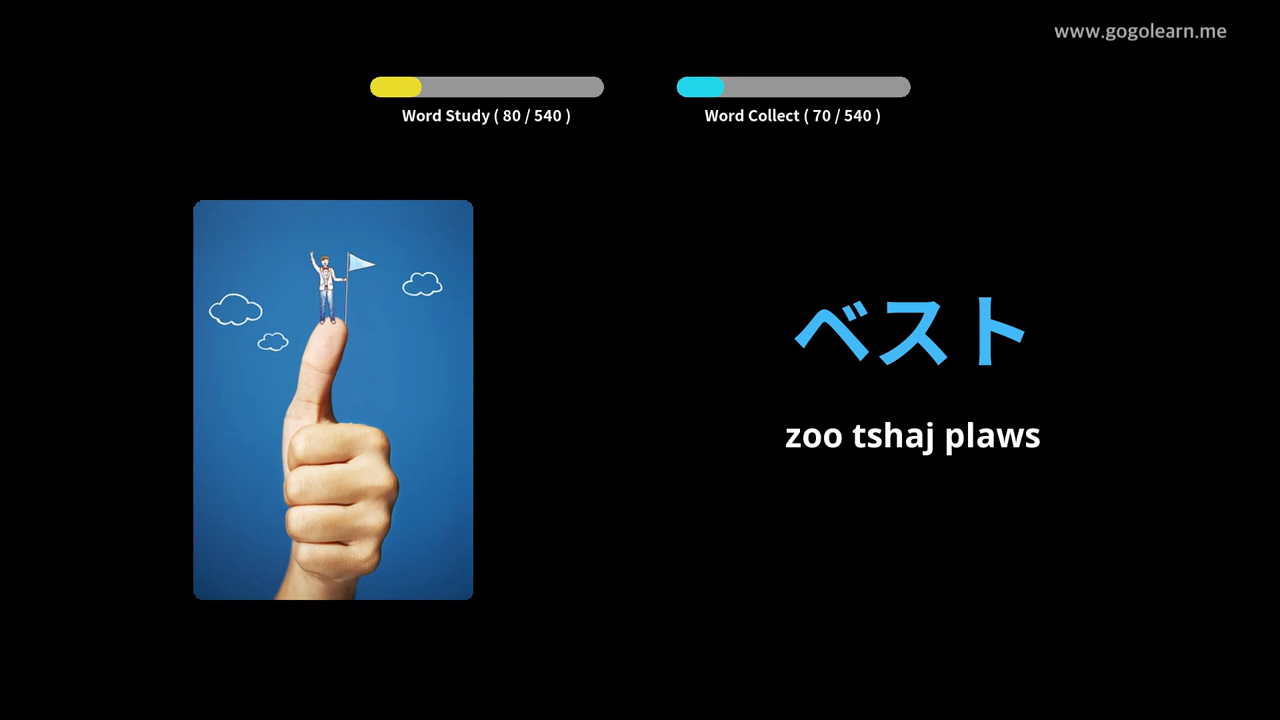 www.gogolearn.me
Word Study ( 80 / 540 )
Word Collect ( 70 / 540 )
ベスト
zoo tshaj plaws